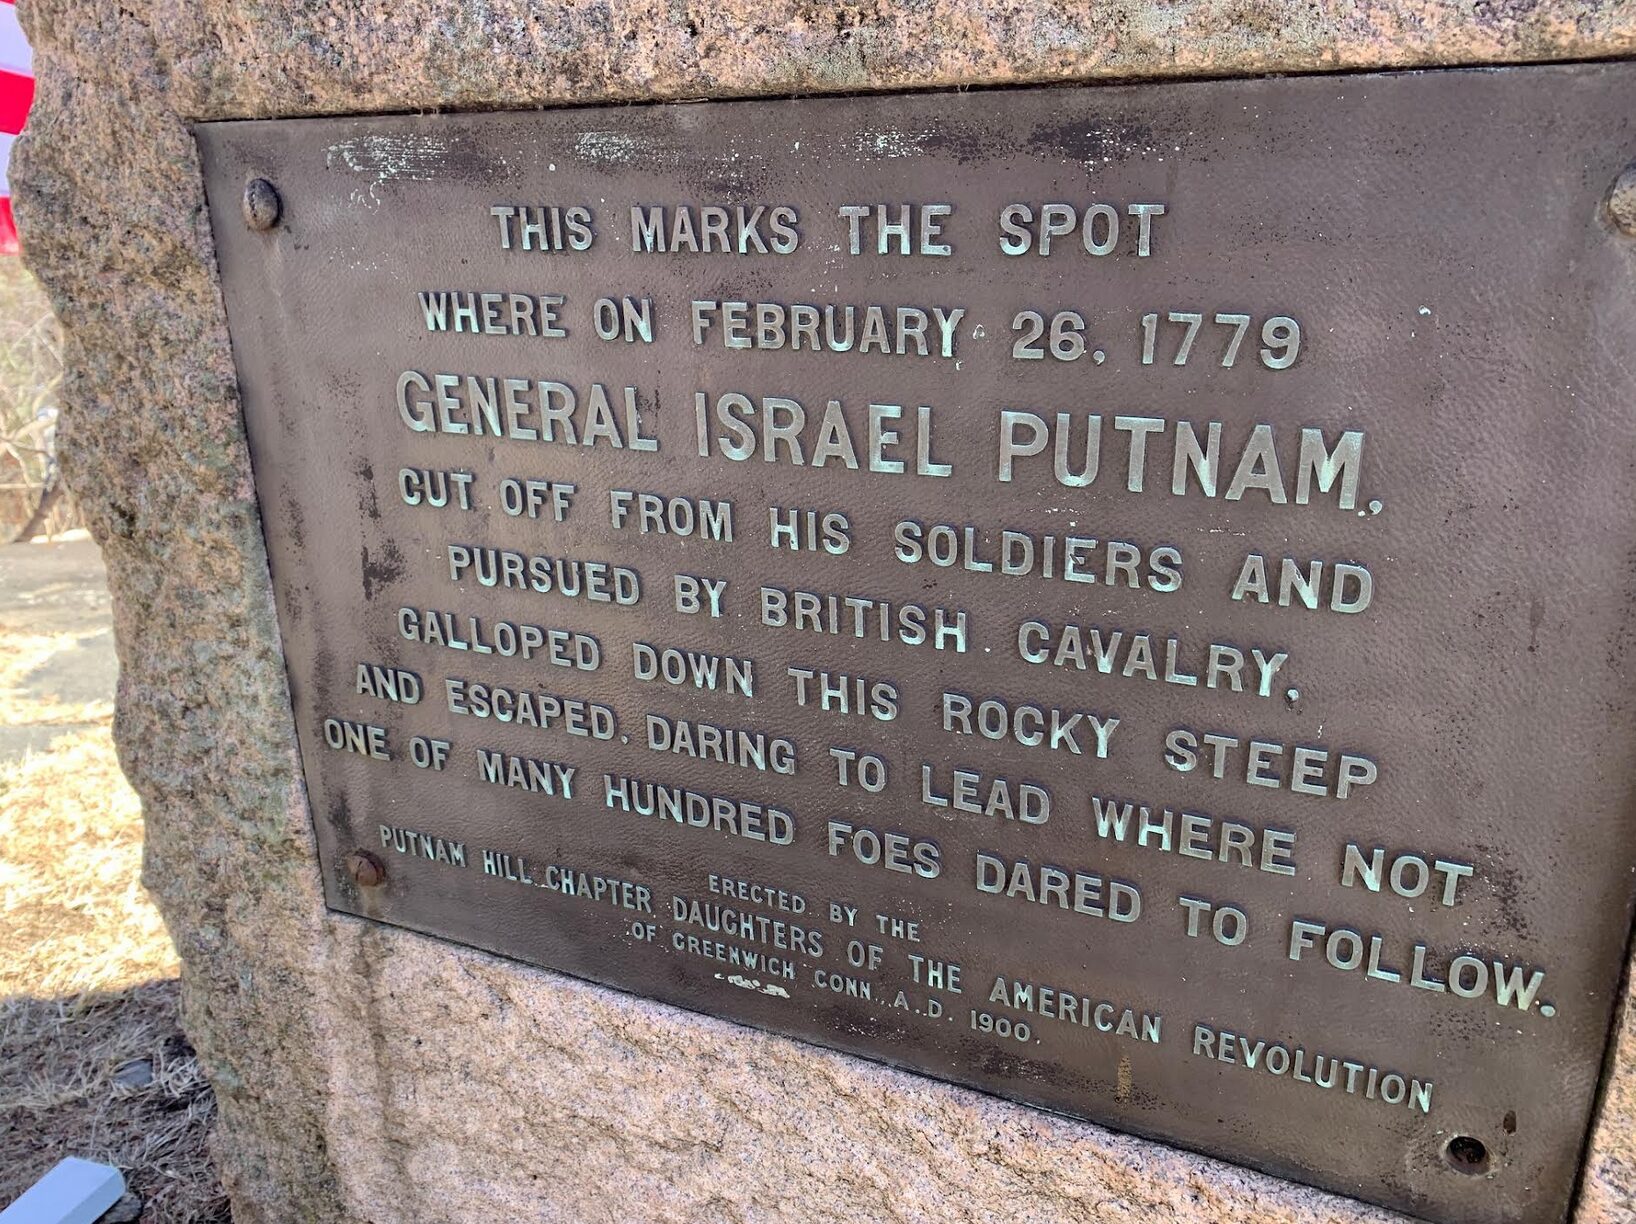 THIS MARKS THE SPOT
WHERE ON FEBRUARY 26, 1779
GENERAL ISRAEL PUTNAM,
CUT OFF FROM HIS SOLDIERS AND
PURSUED BY BRITISH CAVALRY,
GALLOPED DOWN THIS ROCKY STEEP
AND ESCAPED, DARING TO LEAD WHERE NOT
ONE OF MANY HUNDRED FOES DARED TO FOLLOW.
ERECTED BY THE
PUTNAM HILL CHAPTER DAUGHTERS OF THE AMERICAN REVOLUTION
OF GREENWICH CONN., A.D. 1900